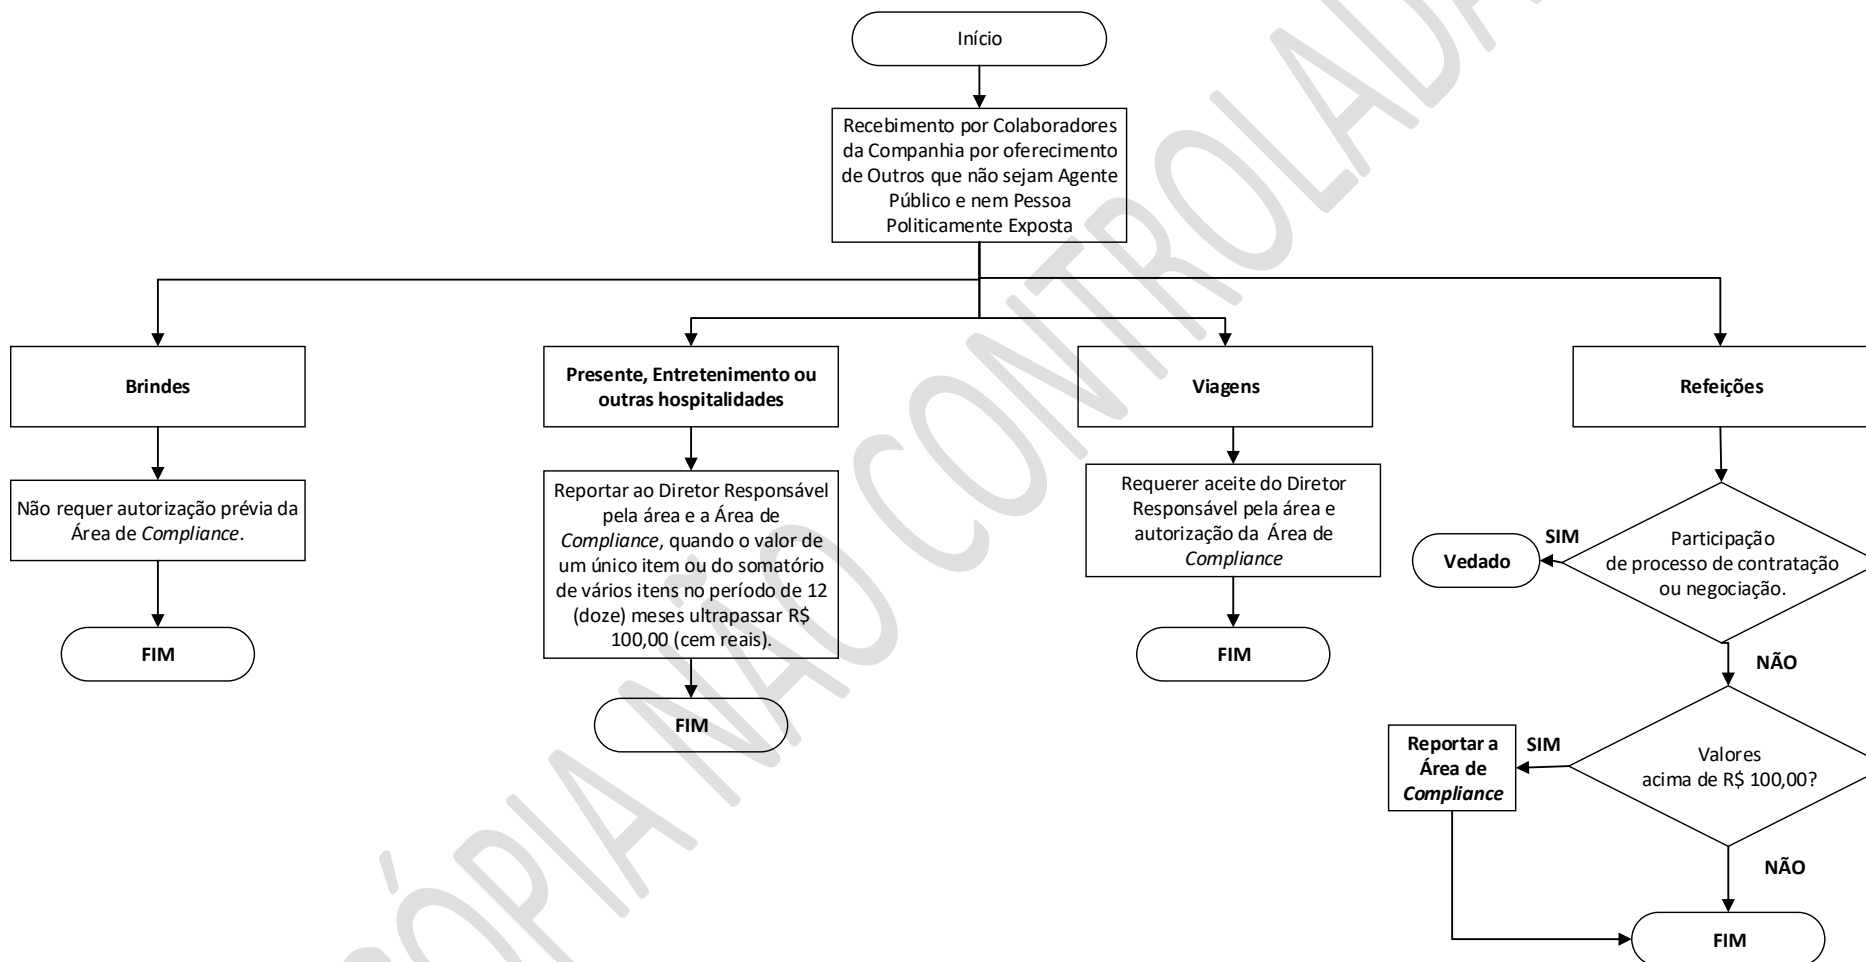 Início
Recebimento por Colaboradores
da Companhia por oferecimento
de Outros que não sejam Agente
Público e nem Pessoa
Politicamente Exposta
Brindes
Presente, Entretenimento ou
outras hospitalidades
Viagens
Refeições
Não requer autorização prévia da
Área de Compliance.
Reportar ao Diretor Responsável
pela área e a Área de
Compliance, quando o valor de
um único item ou do somatório
de vários itens no período de 12
(doze) meses ultrapassar R$
100,00 (cem reais).
Requerer aceite do Diretor
Responsável pela área e
autorização da Área de
Compliance
Participação
de processo de contratação
ou negociação.
SIM
Vedado
FIM
FIM
FIM
NÃO
Valores
acima de R$ 100,00?
SIM
Reportar a
Área de
Compliance
NÃO
FIM
CÓPIA NÃO CONTROLADA